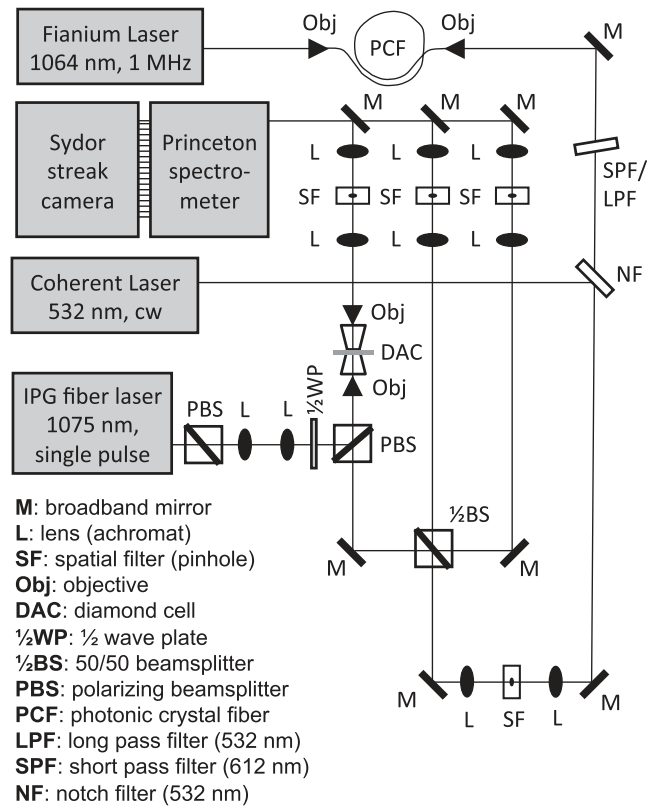 Fianium Laser
1064 nm, 1 MHz
Obj
PCF
Obj
M
Sydor
streak
camera
Princeton
spectro-
meter
M
M
M
L
L
L
SPF/
LPF
SF
SF
SF
L
L
L
Coherent Laser
532 nm, cw
NF
Obj
DAC
Obj
IPG fiber laser
1075 nm,
single pulse
PBS
L
L
½WP
PBS
½BS
M
M
M
L
SF
L
M
M: broadband mirror
L: lens (achromat)
SF: spatial filter (pinhole)
Obj: objective
DAC: diamond cell
½WP: ½ wave plate
½BS: 50/50 beamsplitter
PBS: polarizing beamsplitter
PCF: photonic crystal fiber
LPF: long pass filter (532 nm)
SPF: short pass filter (612 nm)
NF: notch filter (532 nm)